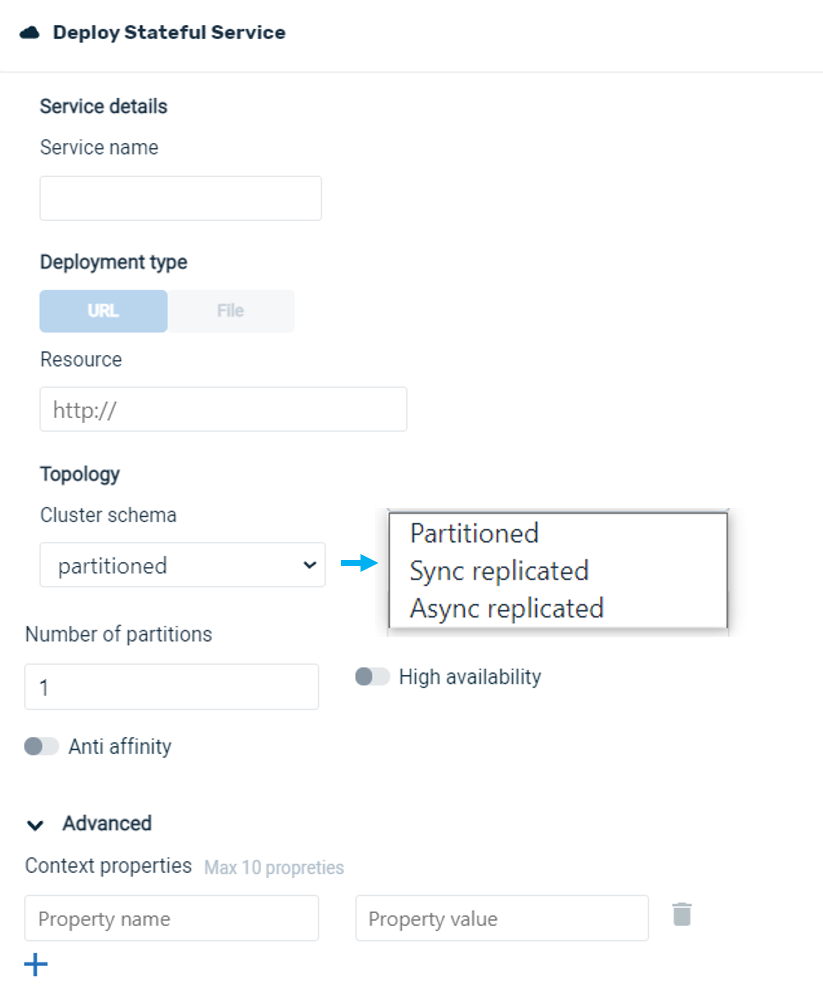 Deploy Stateful Service
Service details
Service name
Deployment type
URL File
Resource
http://
Topology
Cluster schema
partitioned
Partitioned
Sync replicated
Async replicated
Number of partitions
1
High availability
Anti affinity
Advanced
Context properties Max 10 propreties
Property name Property value